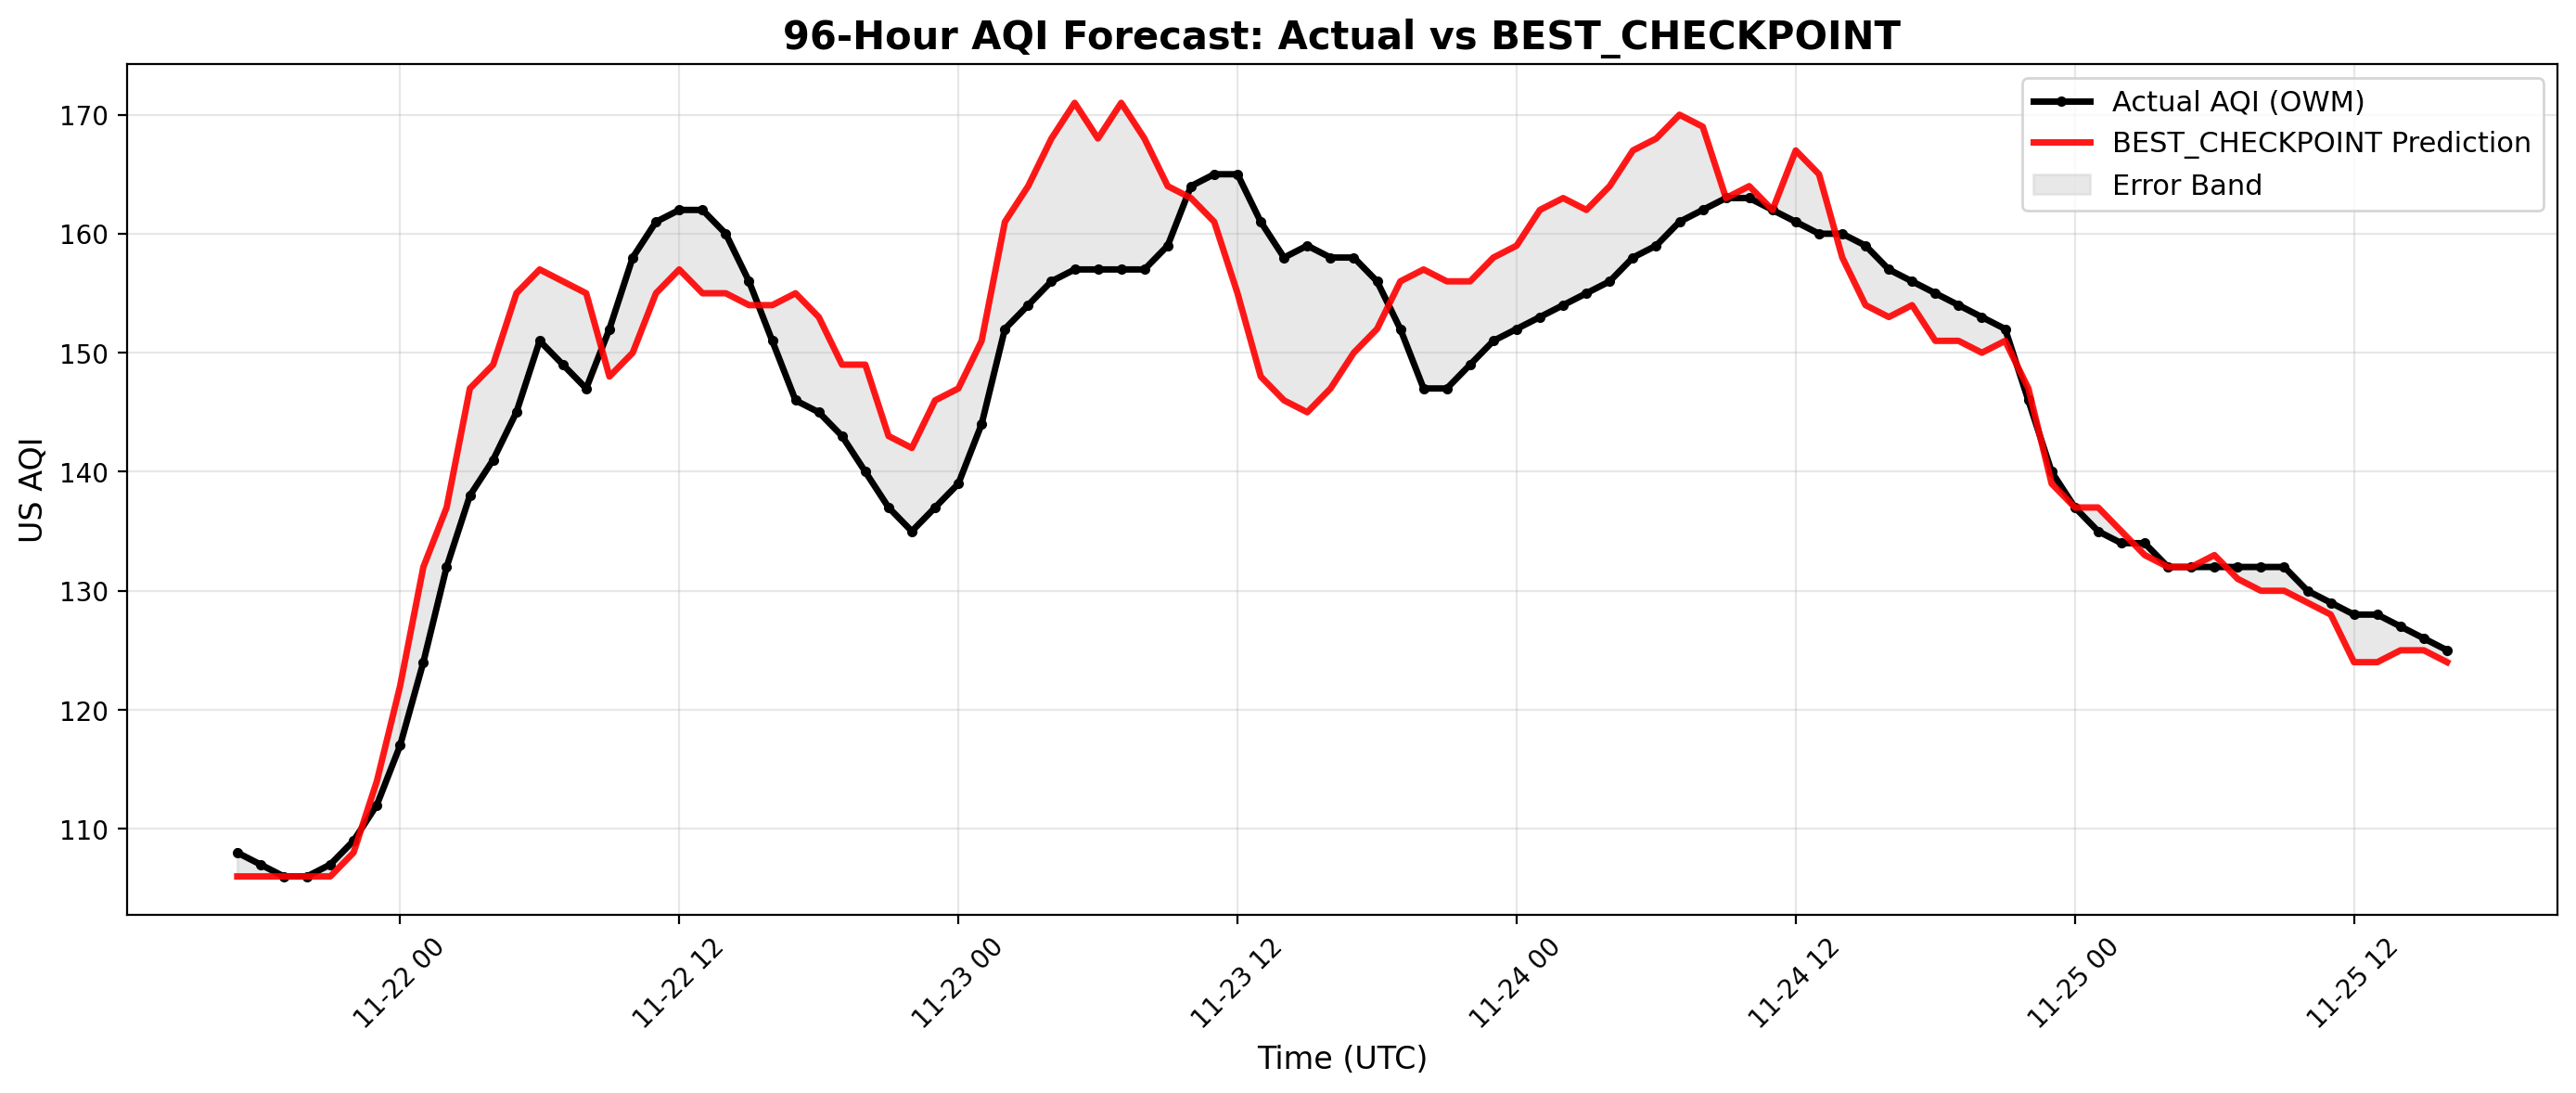 96-Hour AQI Forecast: Actual vs BEST_CHECKPOINT
Actual AQI (OWM)
BEST_CHECKPOINT Prediction
Error Band
US AQI
170
160
150
140
130
120
110
11-22 00
11-22 12
11-23 00
11-23 12
11-24 00
11-24 12
11-25 00
11-25 12
Time (UTC)